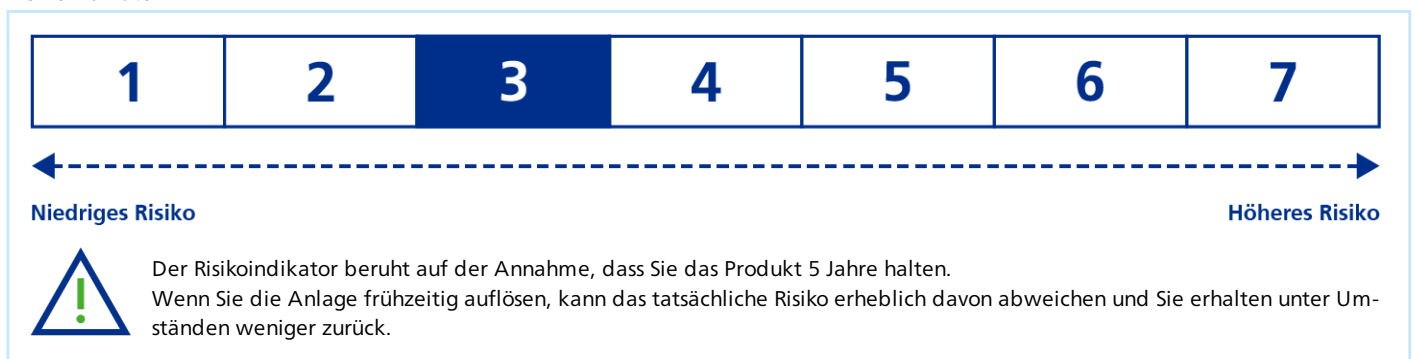 1 2 3 4 5 6 7
Niedriges Risiko Höheres Risiko
Der Risikoindikator beruht auf der Annahme, dass Sie das Produkt 5 Jahre halten.
Wenn Sie die Anlage frühzeitig auflösen, kann das tatsächliche Risiko erheblich davon abweichen und Sie erhalten unter Um-
ständen weniger zurück.